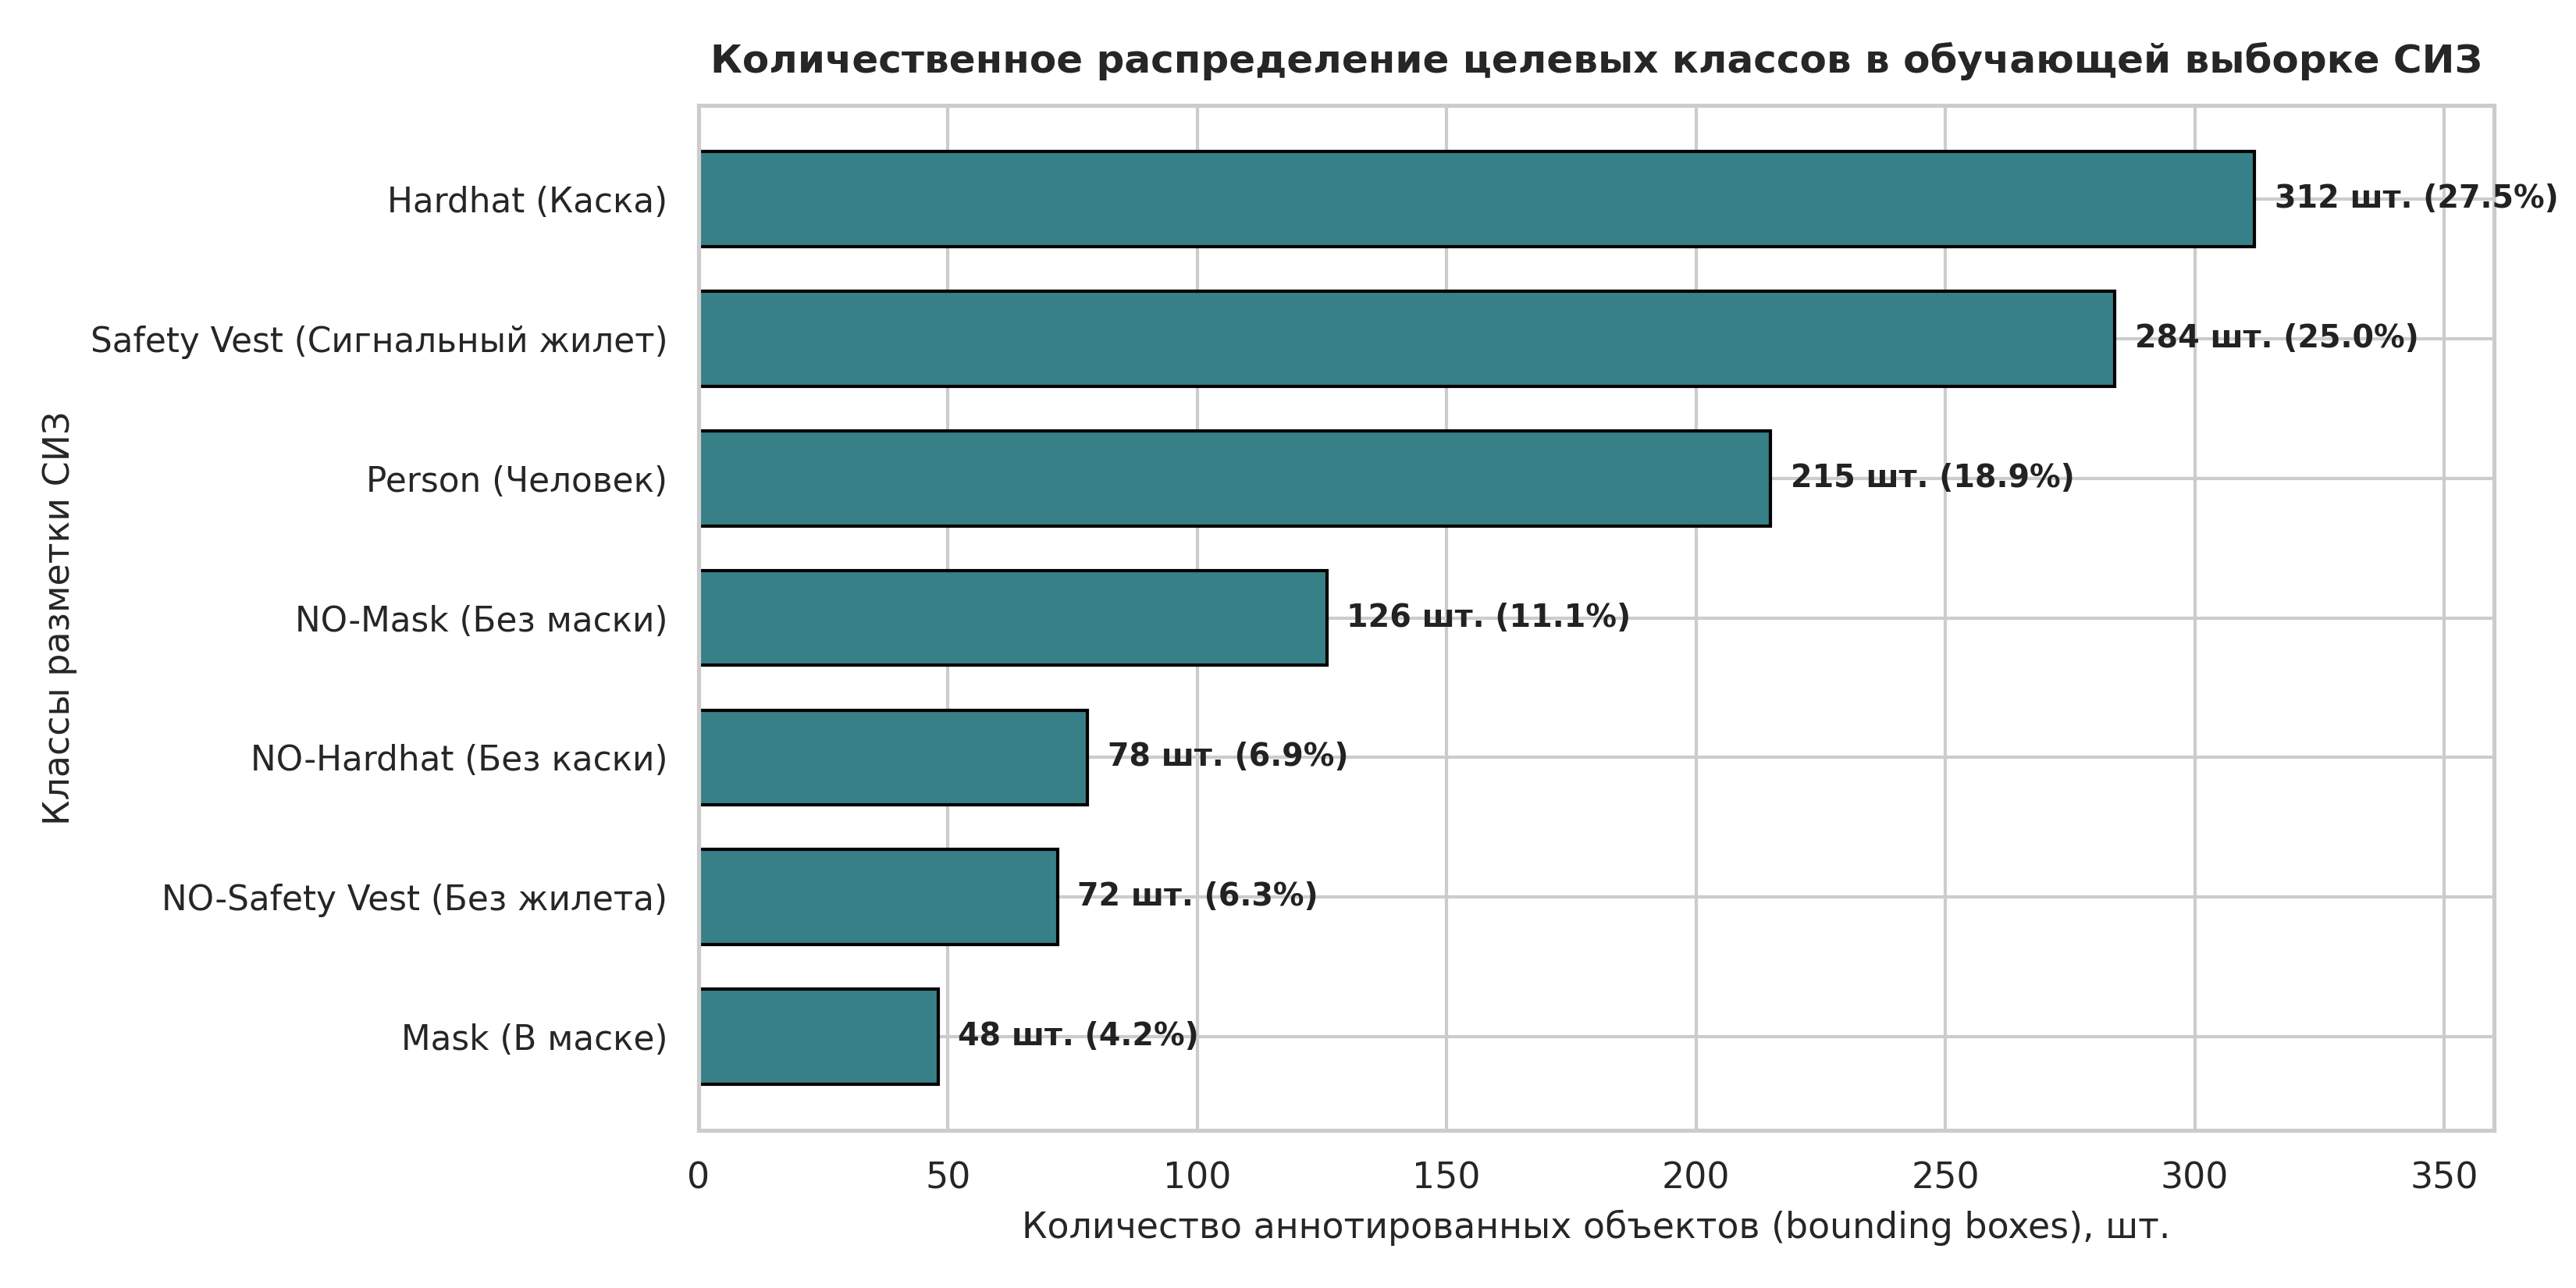 Количественное распределение целевых классов в обучающей выборке СИЗ
Классы разметки СИЗ
Hardhat (Каска) 312 шт. (27.5%)
Safety Vest (Сигнальный жилет) 284 шт. (25.0%)
Person (Человек) 215 шт. (18.9%)
NO-Mask (Без маски) 126 шт. (11.1%)
NO-Hardhat (Без каски) 78 шт. (6.9%)
NO-Safety Vest (Без жилета) 72 шт. (6.3%)
Mask (В маске) 48 шт. (4.2%)
0 50 100 150 200 250 300 350
Количество аннотированных объектов (bounding boxes), шт.